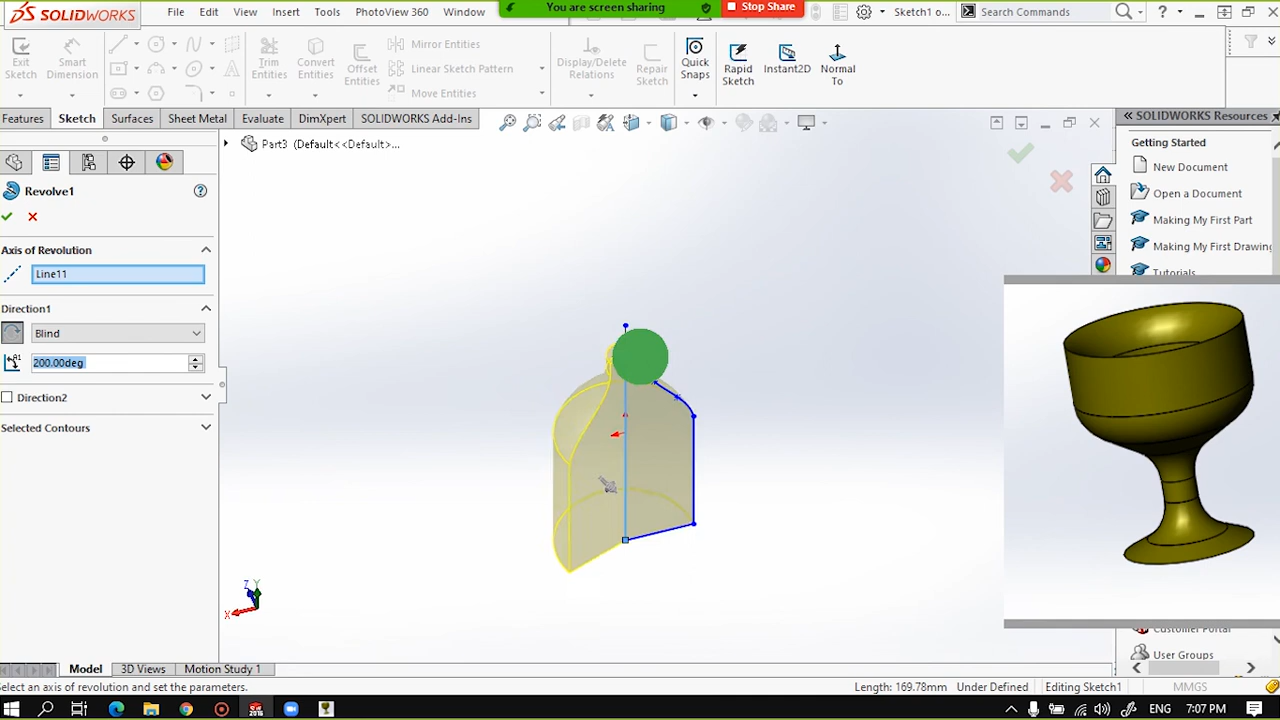 SOLIDWORKS
File Edit View Insert Tools PhotoView 360 Window
You are screen sharing
Stop Share
Sketch1 o...
Search Commands
Exit Sketch
Smart Dimension
Trim Entities
Convert Entities
Offset Entities
Mirror Entities
Linear Sketch Pattern
Move Entities
Display/Delete Relations
Repair Sketch
Quick Snaps
Rapid Sketch
Instant2D
Normal To
Features Sketch Surfaces Sheet Metal Evaluate DimXpert SOLIDWORKS Add-Ins
SOLIDWORKS Resources
Part3 (Default<<Default>...
Getting Started
New Document
Open a Document
Making My First Part
Making My First Drawing
Tutorials
Revolve1
Axis of Revolution
Line11
Direction1
Blind
200.00deg
Direction2
Selected Contours
Z Y
X
Customer Portal
User Groups
Model 3D Views Motion Study 1
Select an axis of revolution and set the parameters.
Length: 169.78mm Under Defined Editing Sketch1 MMGS
ENG 7:07 PM